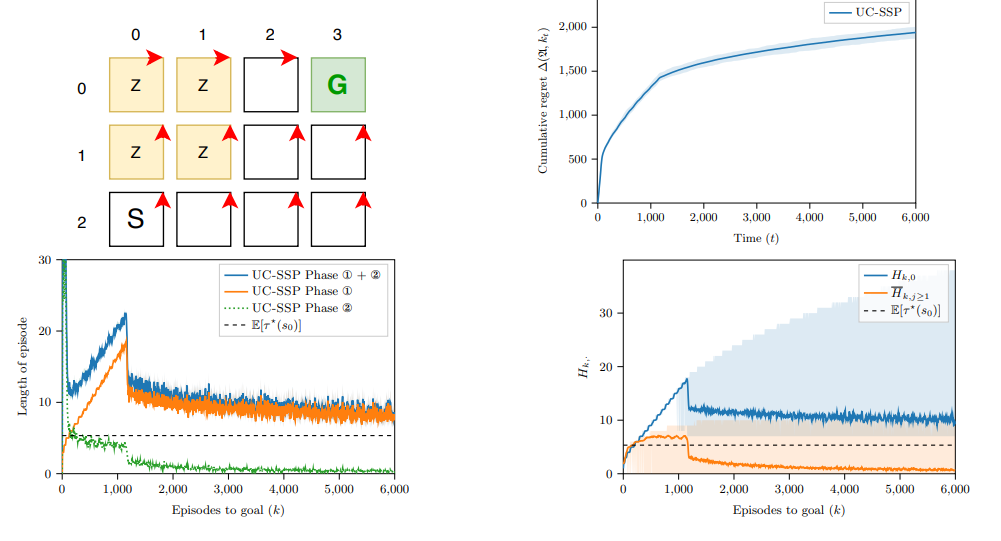 0 1 2 3
0 z z G
1 z z
2 S
UC-SSP
2,000
1,500
1,000
500
0
Cumulative regret Δ(𝔄, k_t)
0 1,000 2,000 3,000 4,000 5,000 6,000
Time (t)
30
20
10
0
Length of episode
UC-SSP Phase ① + ②
UC-SSP Phase ①
UC-SSP Phase ②
𝔼[τ*(s₀)]
0 1,000 2,000 3,000 4,000 5,000 6,000
Episodes to goal (k)
30
20
10
0
H_{k,·}
H_{k,0}
H̅_{k,j≥1}
𝔼[τ*(s₀)]
0 1,000 2,000 3,000 4,000 5,000 6,000
Episodes to goal (k)